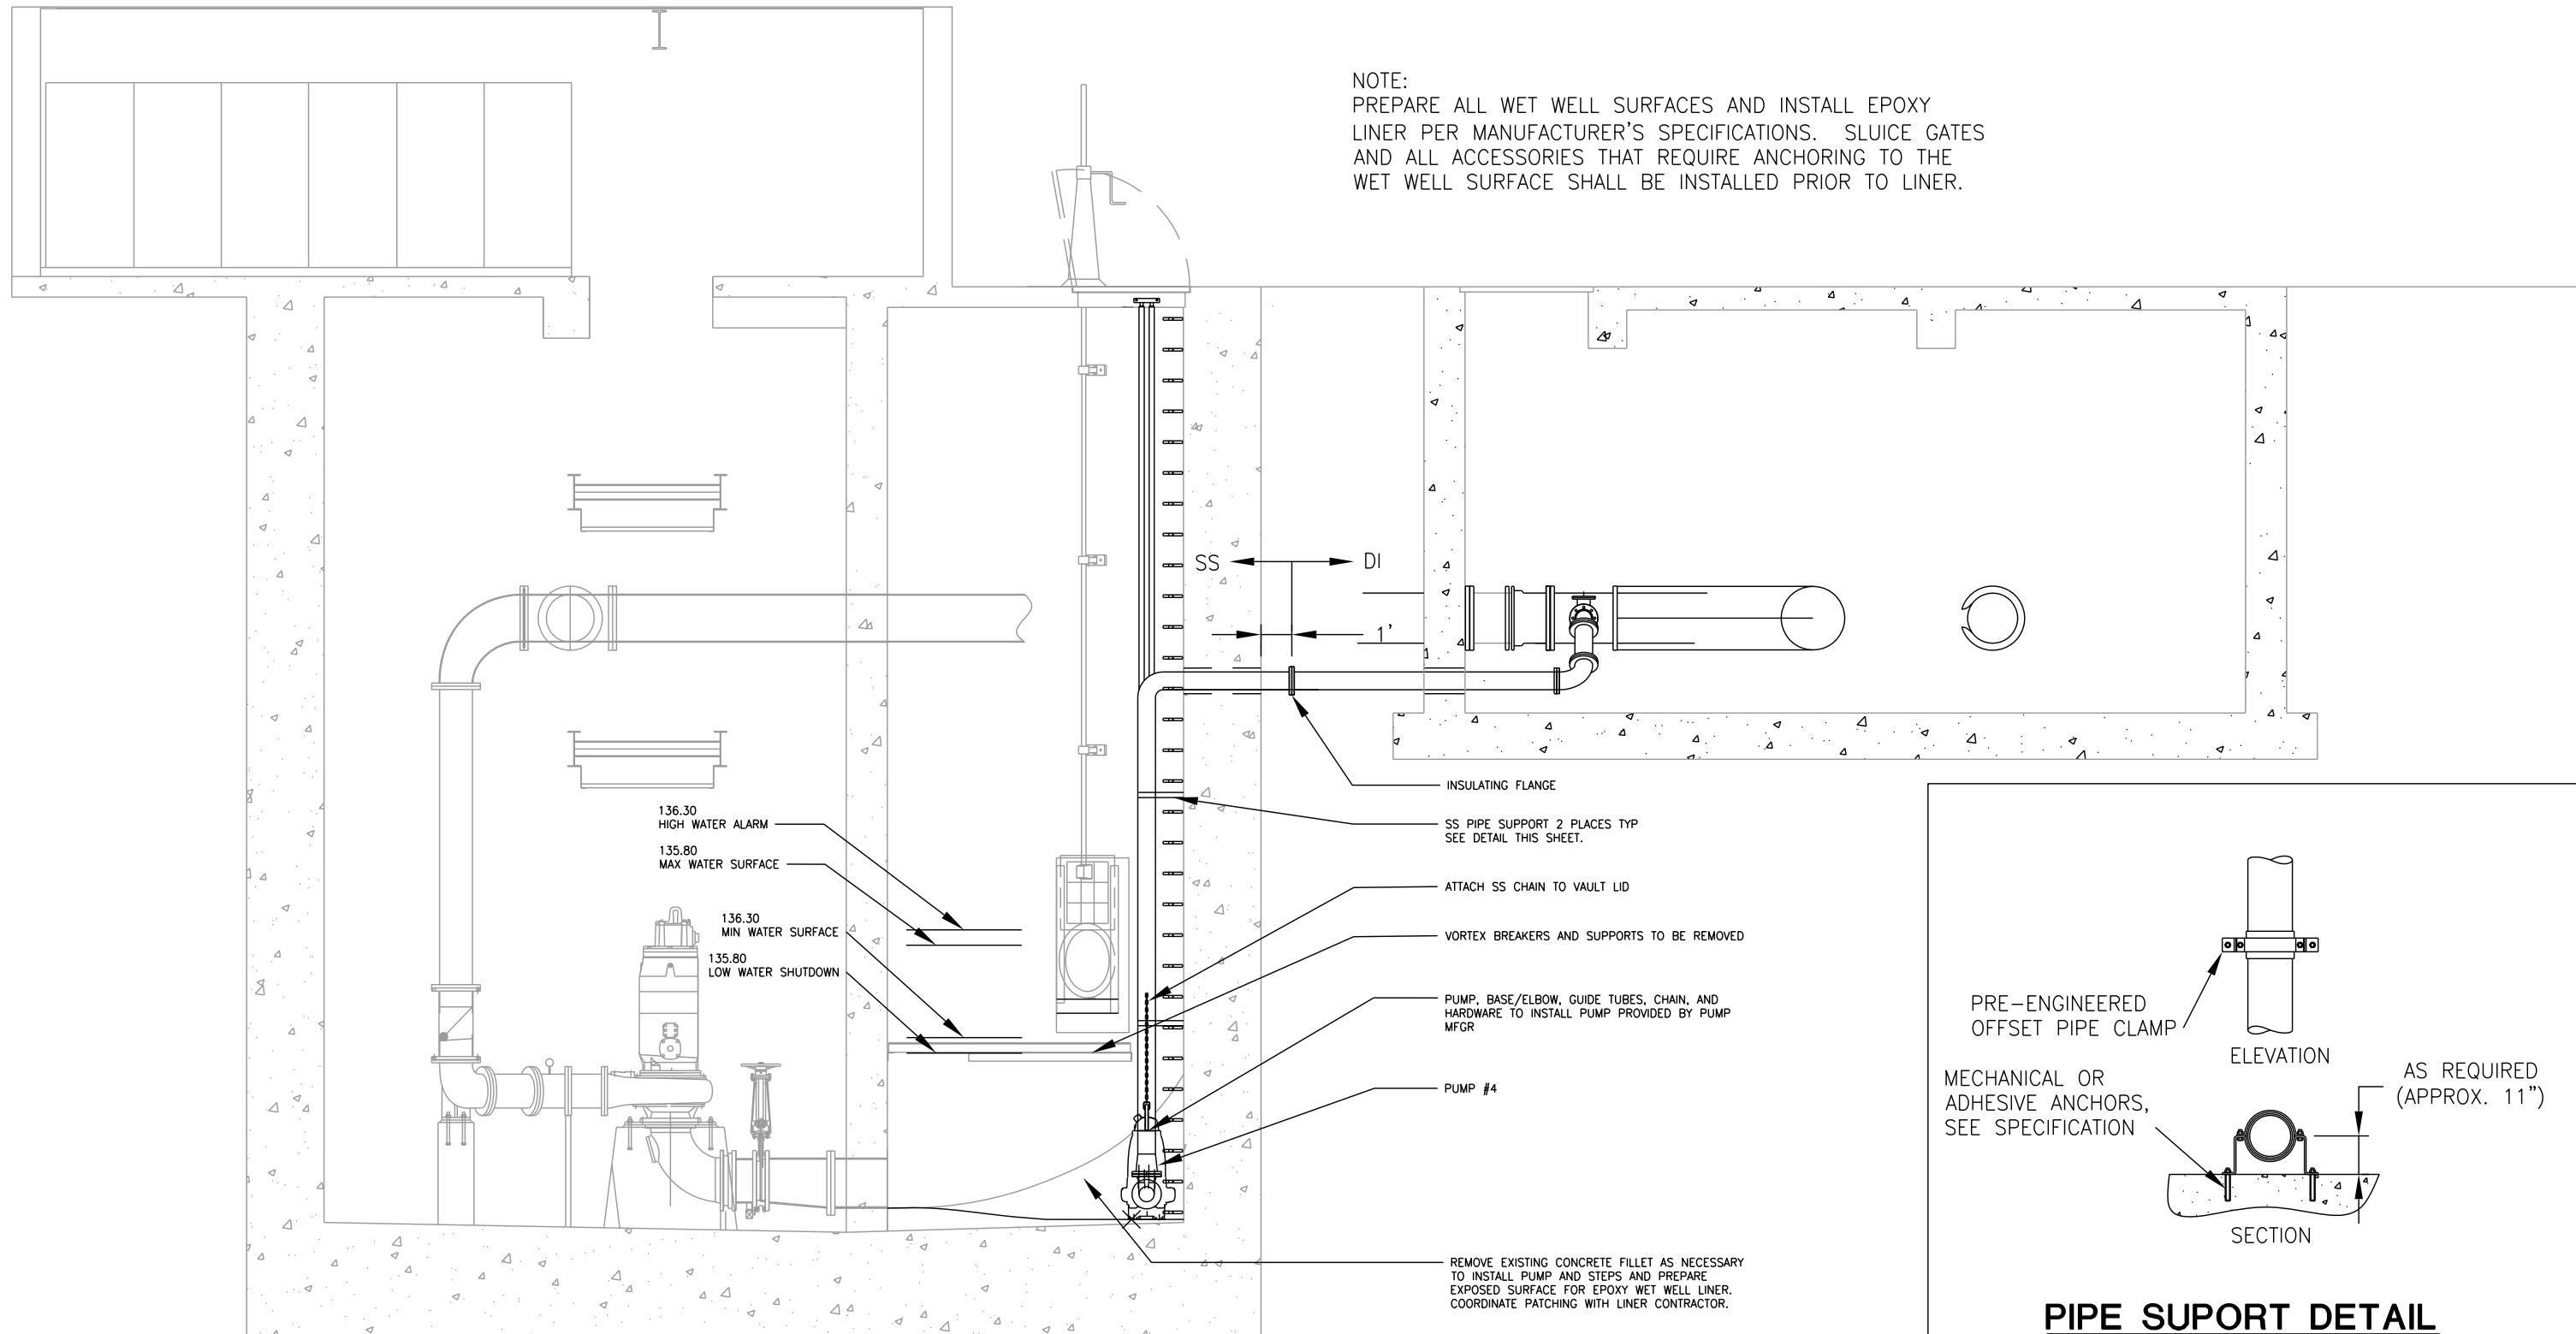 NOTE:
PREPARE ALL WET WELL SURFACES AND INSTALL EPOXY
LINER PER MANUFACTURER'S SPECIFICATIONS. SLUICE GATES
AND ALL ACCESSORIES THAT REQUIRE ANCHORING TO THE
WET WELL SURFACE SHALL BE INSTALLED PRIOR TO LINER.
SS
DI
1'
INSULATING FLANGE
SS PIPE SUPPORT 2 PLACES TYP
SEE DETAIL THIS SHEET.
136.30
HIGH WATER ALARM
135.80
MAX WATER SURFACE
136.30
MIN WATER SURFACE
135.80
LOW WATER SHUTDOWN
ATTACH SS CHAIN TO VAULT LID
VORTEX BREAKERS AND SUPPORTS TO BE REMOVED
PUMP, BASE/ELBOW, GUIDE TUBES, CHAIN, AND
HARDWARE TO INSTALL PUMP PROVIDED BY PUMP
MFGR
PUMP #4
REMOVE EXISTING CONCRETE FILLET AS NECESSARY
TO INSTALL PUMP AND STEPS AND PREPARE
EXPOSED SURFACE FOR EPOXY WET WELL LINER.
COORDINATE PATCHING WITH LINER CONTRACTOR.
PRE-ENGINEERED
OFFSET PIPE CLAMP
ELEVATION
MECHANICAL OR
ADHESIVE ANCHORS,
SEE SPECIFICATION
AS REQUIRED
(APPROX. 11")
SECTION
PIPE SUPORT DETAIL